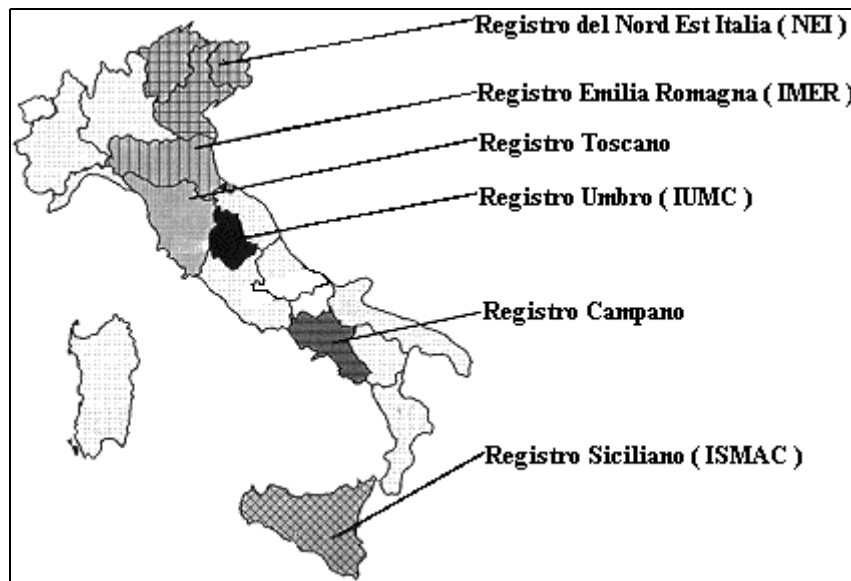 Registro del Nord Est Italia ( NEI )
Registro Emilia Romagna ( IMER )
Registro Toscano
Registro Umbro ( IUMC )
Registro Campano
Registro Siciliano ( ISMAC )